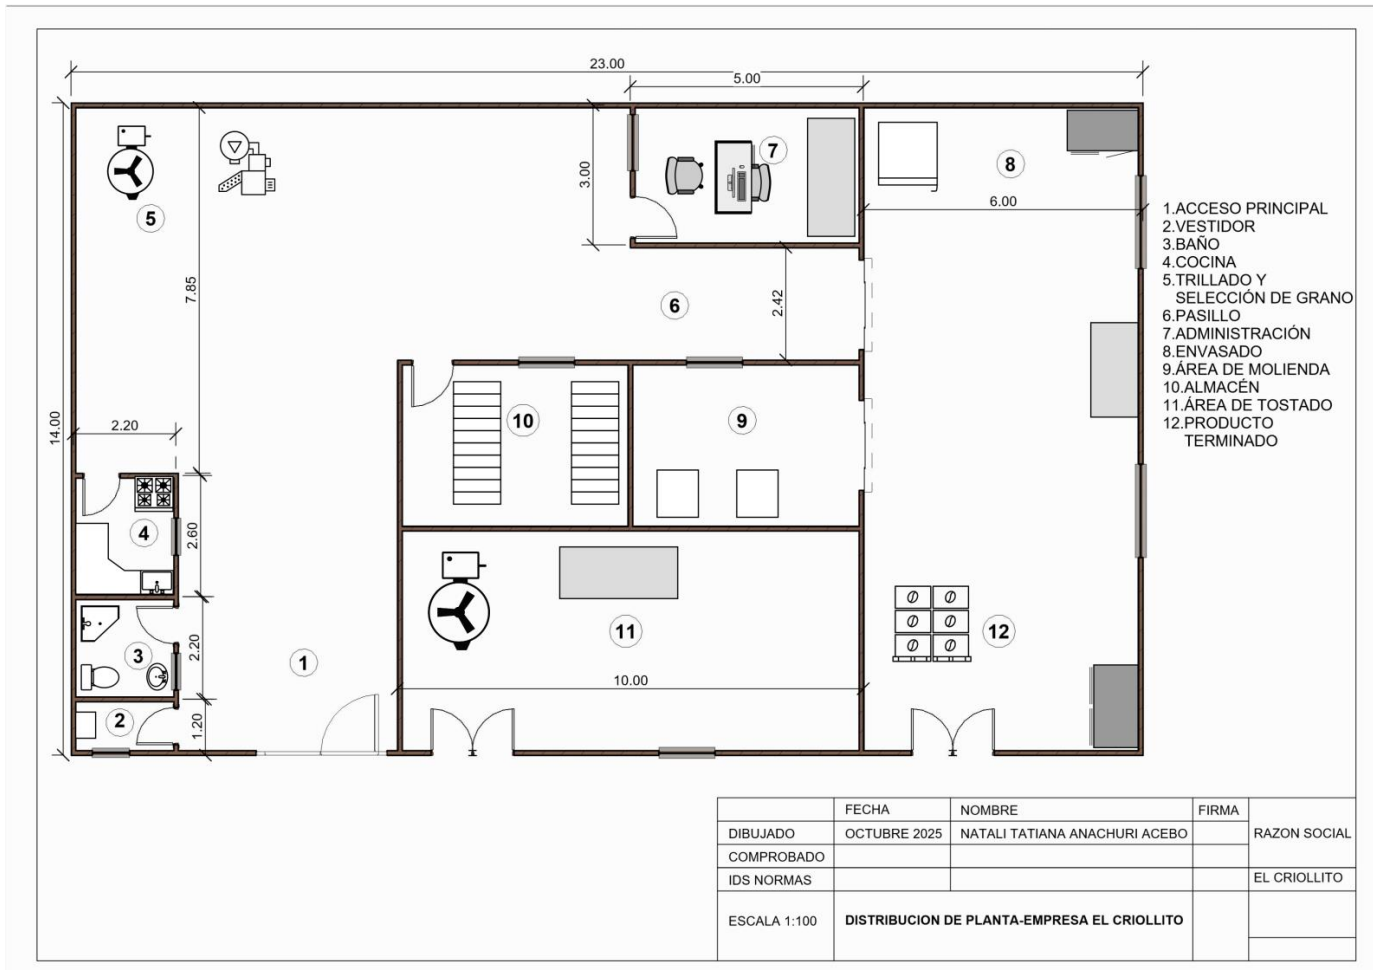 23.00
5.00
7
8
3.00
6.00
5
7.85
6
2.42
14.00
2.20
10
9
4
2.60
11
12
3
2.20
1
10.00
2
1.20
1.ACCESO PRINCIPAL
2.VESTIDOR
3.BAÑO
4.COCINA
5.TRILLADO Y
SELECCIÓN DE GRANO
6.PASILLO
7.ADMINISTRACIÓN
8.ENVASADO
9.ÁREA DE MOLIENDA
10.ALMACÉN
11.ÁREA DE TOSTADO
12.PRODUCTO
TERMINADO
FECHA NOMBRE FIRMA
DIBUJADO OCTUBRE 2025 NATALI TATIANA ANACHURI ACEBO RAZON SOCIAL
COMPROBADO
IDS NORMAS EL CRIOLLITO
ESCALA 1:100 DISTRIBUCION DE PLANTA-EMPRESA EL CRIOLLITO